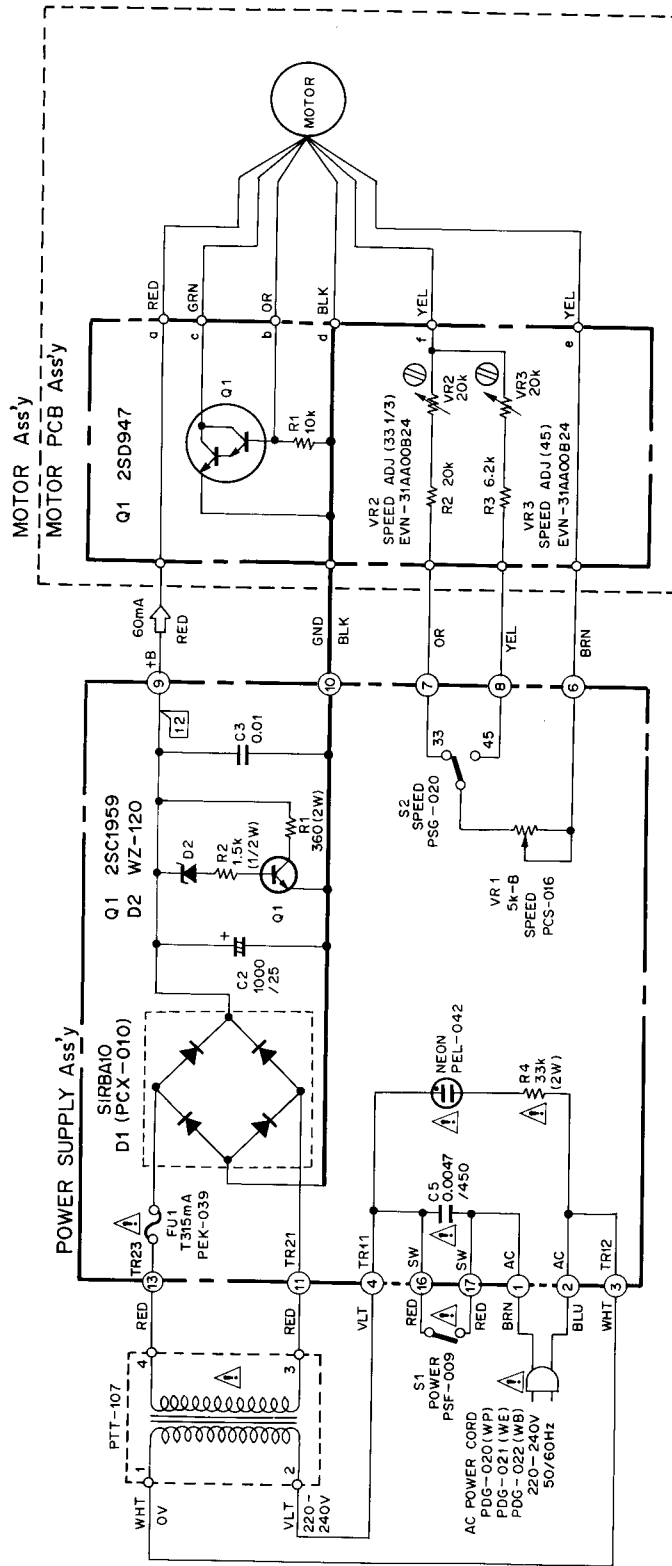 MOTOR Ass'y
MOTOR PCB Ass'y
POWER SUPPLY Ass'y
PTT-107
1
WHT
0V
2
VLT
220-
240V
4
RED
13
TR23
3
RED
11
TR21
FU1
T315mA
PEK-039
S1RBA10
D1 (PCX-010)
C2
1000
/25
+
Q1 2SC1959
D2 WZ-120
D2
R2
1.5k
(1/2W)
Q1
R1
360(2W)
C3
0.01
12
9
+B
60mA
RED
10
GND
BLK
VLT
4
TR11
RED
16
SW
RED
17
SW
S1
POWER
PSF-009
BRN
1
AC
BLU
2
AC
WHT
3
TR12
AC POWER CORD
PDG-020(WP)
PDG-021(WE)
PDG-022(WB)
220-240V
50/60Hz
C5
0.0047
/450
NEON
PEL-042
R4
33k
(2W)
S2
SPEED
PSG-020
33
45
VR1
5k-B
SPEED
PCS-016
7
OR
8
YEL
6
BRN
Q1 2SD947
Q1
R1
10k
a
RED
c
GRN
b
OR
d
BLK
f
YEL
e
YEL
VR2
SPEED ADJ (33 1/3)
EVN-31AA00B24
R2 20k
VR2
20k
R3 6.2k
VR3
20k
VR3
SPEED ADJ (45)
EVN-31AA00B24
MOTOR